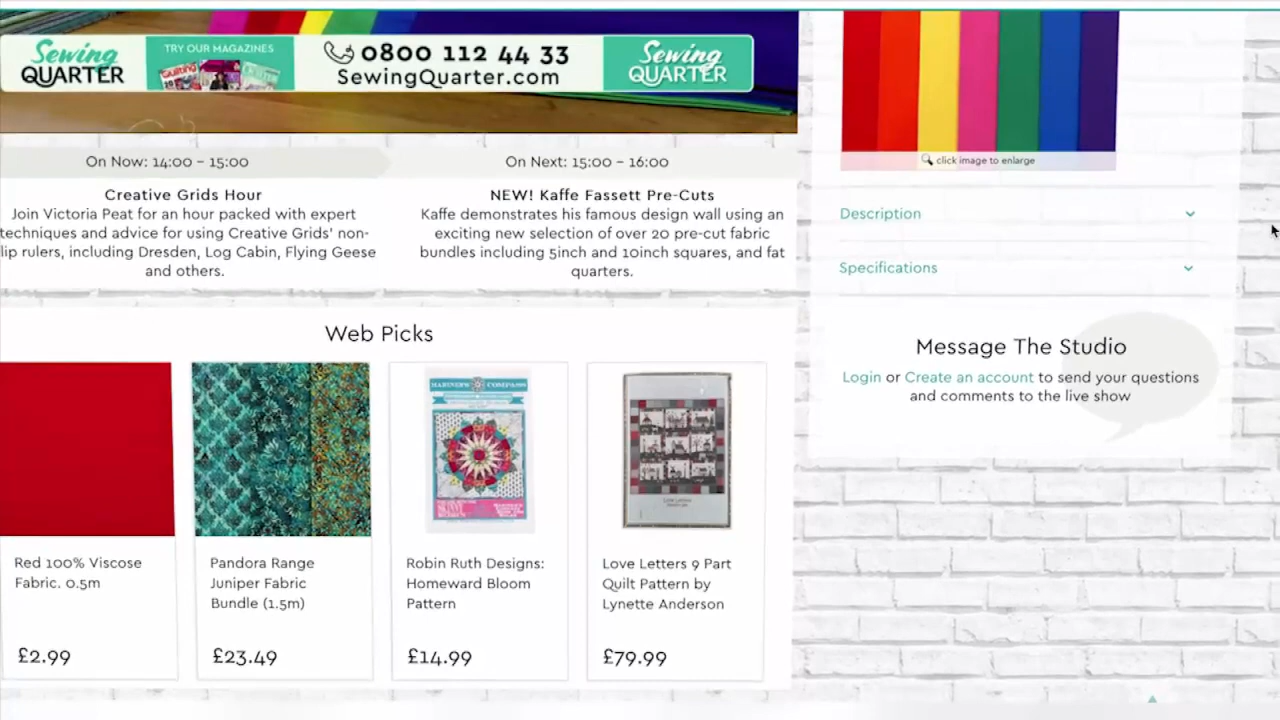 Sewing
QUARTER
TRY OUR MAGAZINES
Quilting
0800 112 44 33
SewingQuarter.com
Sewing
QUARTER
click image to enlarge
On Now: 14:00 – 15:00
Creative Grids Hour
Join Victoria Peat for an hour packed with expert
techniques and advice for using Creative Grids' non-
lip rulers, including Dresden, Log Cabin, Flying Geese
and others.
On Next: 15:00 – 16:00
NEW! Kaffe Fassett Pre-Cuts
Kaffe demonstrates his famous design wall using an
exciting new selection of over 20 pre-cut fabric
bundles including 5inch and 10inch squares, and fat
quarters.
Description
Specifications
Message The Studio
Login or Create an account to send your questions
and comments to the live show
Web Picks
MARINER'S COMPASS
Red 100% Viscose
Fabric. 0.5m
£2.99
Pandora Range
Juniper Fabric
Bundle (1.5m)
£23.49
Robin Ruth Designs:
Homeward Bloom
Pattern
£14.99
Love Letters
Love Letters 9 Part
Quilt Pattern by
Lynette Anderson
£79.99